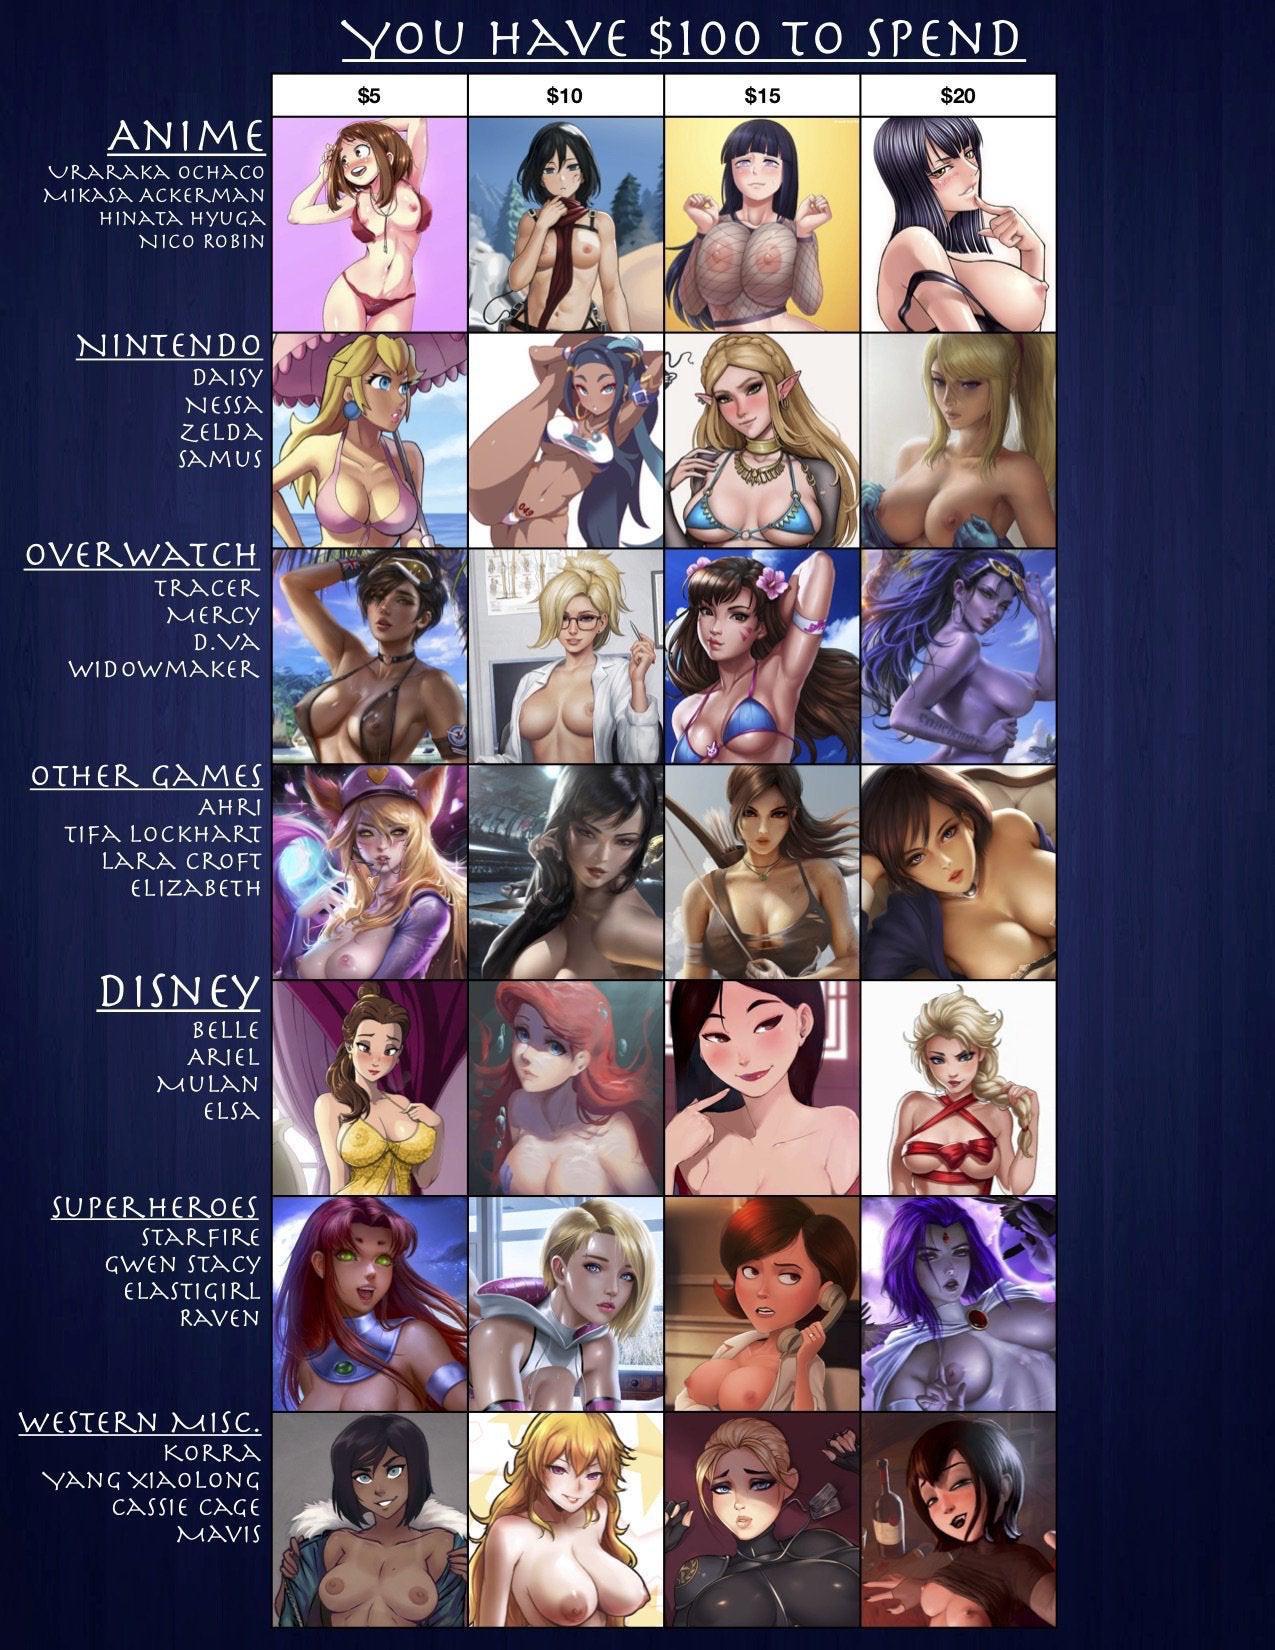 YOU HAVE $100 TO SPEND
$5 $10 $15 $20
ANIME
URARAKA OCHACO
MIKASA ACKERMAN
HINATA HYUGA
NICO ROBIN
NINTENDO
DAISY
NESSA
ZELDA
SAMUS
049
OVERWATCH
TRACER
MERCY
D.VA
WIDOWMAKER
OTHER GAMES
AHRI
TIFA LOCKHART
LARA CROFT
ELIZABETH
DISNEY
BELLE
ARIEL
MULAN
ELSA
SUPERHEROES
STARFIRE
GWEN STACY
ELASTIGIRL
RAVEN
WESTERN MISC.
KORRA
YANG XIAOLONG
CASSIE CAGE
MAVIS